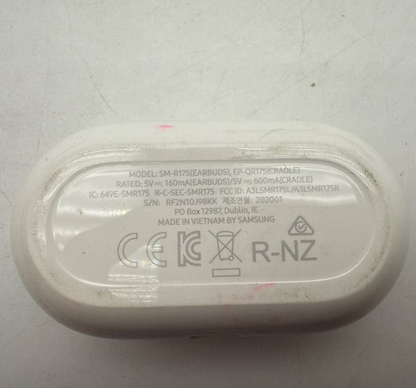 MODEL: SM-R175(EARBUDS), EP-QR175(CRADLE)
RATED: 5V⎓ 160mA(EARBUDS)/5V⎓ 600mA(CRADLE)
IC: 649E-SMR175 R-C-SEC-SMR175 FCC ID: A3LSMR175L/A3LSMR175R
S/N: RF2N10J98KK 제조연월: 202001
PO Box 12987, Dublin, IE
MADE IN VIETNAM BY SAMSUNG
CE R-NZ